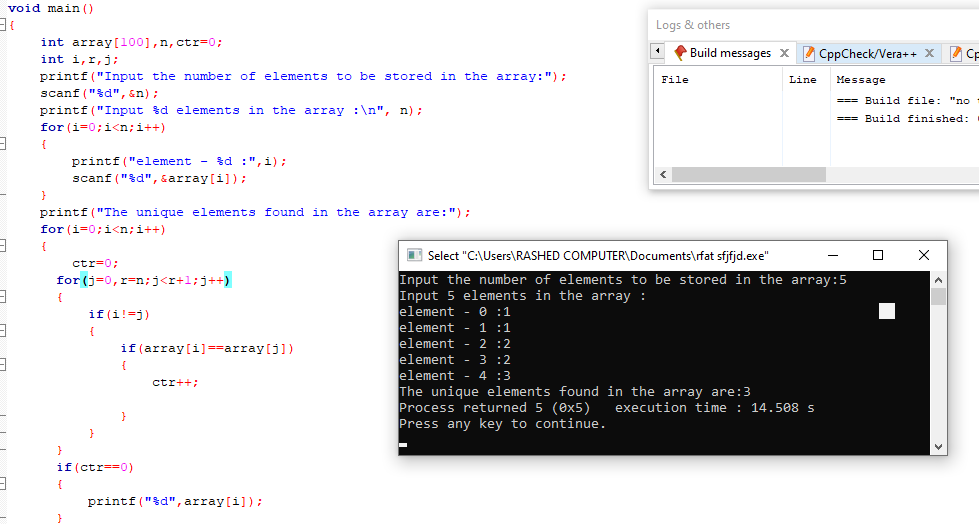 void main()
{
int array[100],n,ctr=0;
int i,r,j;
printf("Input the number of elements to be stored in the array:");
scanf("%d",&n);
printf("Input %d elements in the array :\n", n);
for(i=0;i<n;i++)
{
printf("element - %d :",i);
scanf("%d",&array[i]);
}
printf("The unique elements found in the array are:");
for(i=0;i<n;i++)
{
ctr=0;
for(j=0,r=n;j<r+1;j++)
{
if(i!=j)
{
if(array[i]==array[j])
{
ctr++;
}
}
}
if(ctr==0)
{
printf("%d",array[i]);
}
Logs & others
Build messages X CppCheck/Vera++ X
File Line Message
=== Build file: "no
=== Build finished:
Select "C:\Users\RASHED COMPUTER\Documents\rfat sfjfjd.exe"
Input the number of elements to be stored in the array:5
Input 5 elements in the array :
element - 0 :1
element - 1 :1
element - 2 :2
element - 3 :2
element - 4 :3
The unique elements found in the array are:3
Process returned 5 (0x5)   execution time : 14.508 s
Press any key to continue.